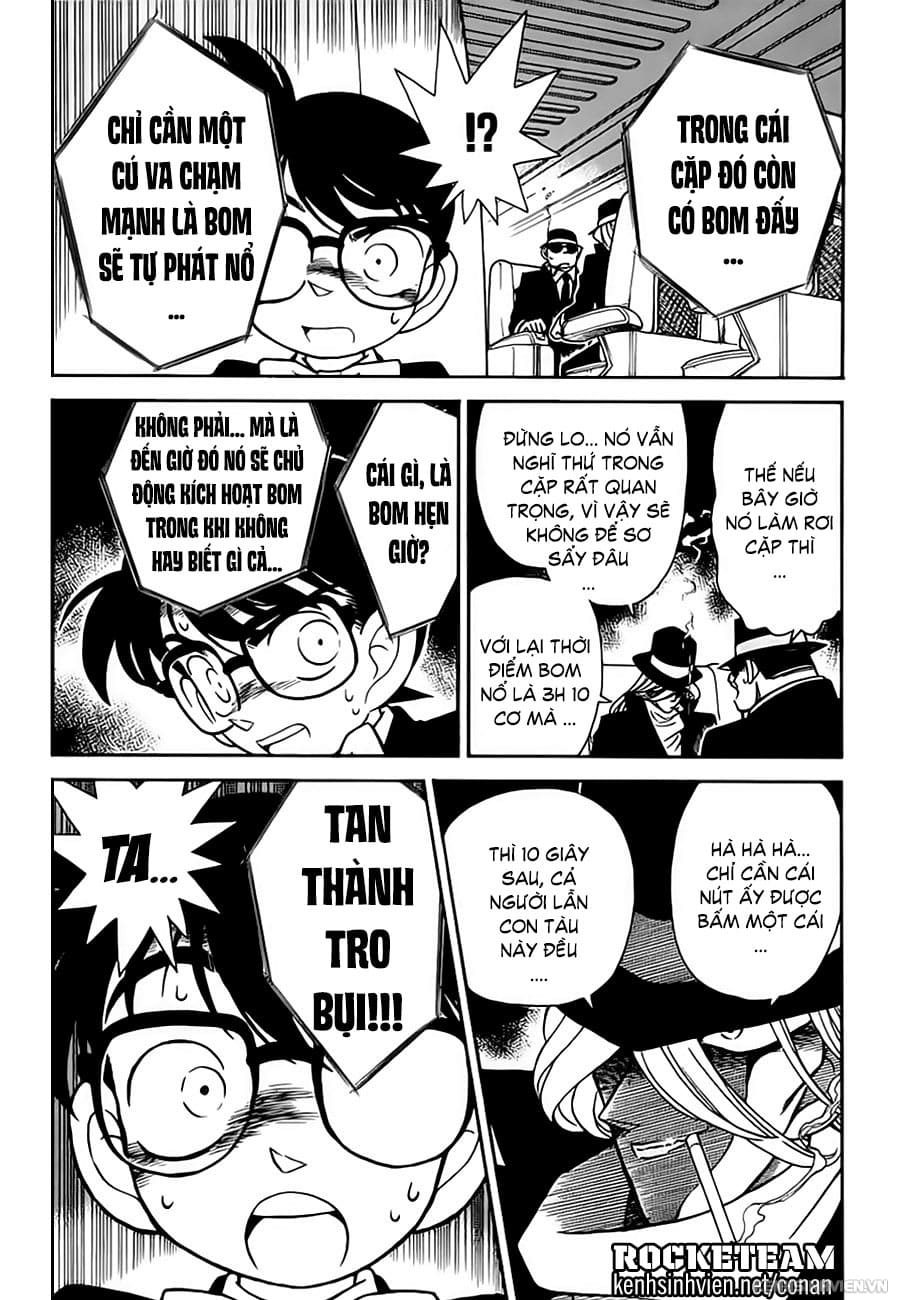 TRONG CÁI
CẶP ĐÓ CÒN
CÓ BOM ĐẤY
...
!?
CHỈ CẦN MỘT
CÚ VA CHẠM
MẠNH LÀ BOM
SẼ TỰ PHÁT NỔ
...
THẾ NẾU
BÂY GIỜ
NÓ LÀM RƠI
CẶP THÌ
...
ĐỪNG LO... NÓ VẪN
NGHĨ THỨ TRONG
CẶP RẤT QUAN
TRỌNG, VÌ VẬY SẼ
KHÔNG ĐỂ SƠ
SẨY ĐÂU
...
VỚI LẠI THỜI
ĐIỂM BOM
NỔ LÀ 3H 10
CƠ MÀ ...
CÁI GÌ, LÀ
BOM HẸN
GIỜ?
KHÔNG PHẢI... MÀ LÀ
ĐẾN GIỜ ĐÓ NÓ SẼ CHỦ
ĐỘNG KÍCH HOẠT BOM
TRONG KHI KHÔNG
HAY BIẾT GÌ CẢ...
HÀ HÀ HÀ...
CHỈ CẦN CÁI
NÚT ẤY ĐƯỢC
BẤM MỘT CÁI
...
THÌ 10 GIÂY
SAU, CẢ
NGƯỜI LẪN
CON TÀU
NÀY ĐỀU
....
TAN
THÀNH
TRO
BỤI!!!
TA...
ROCKETEAM
kenhsinhvien.net/conan